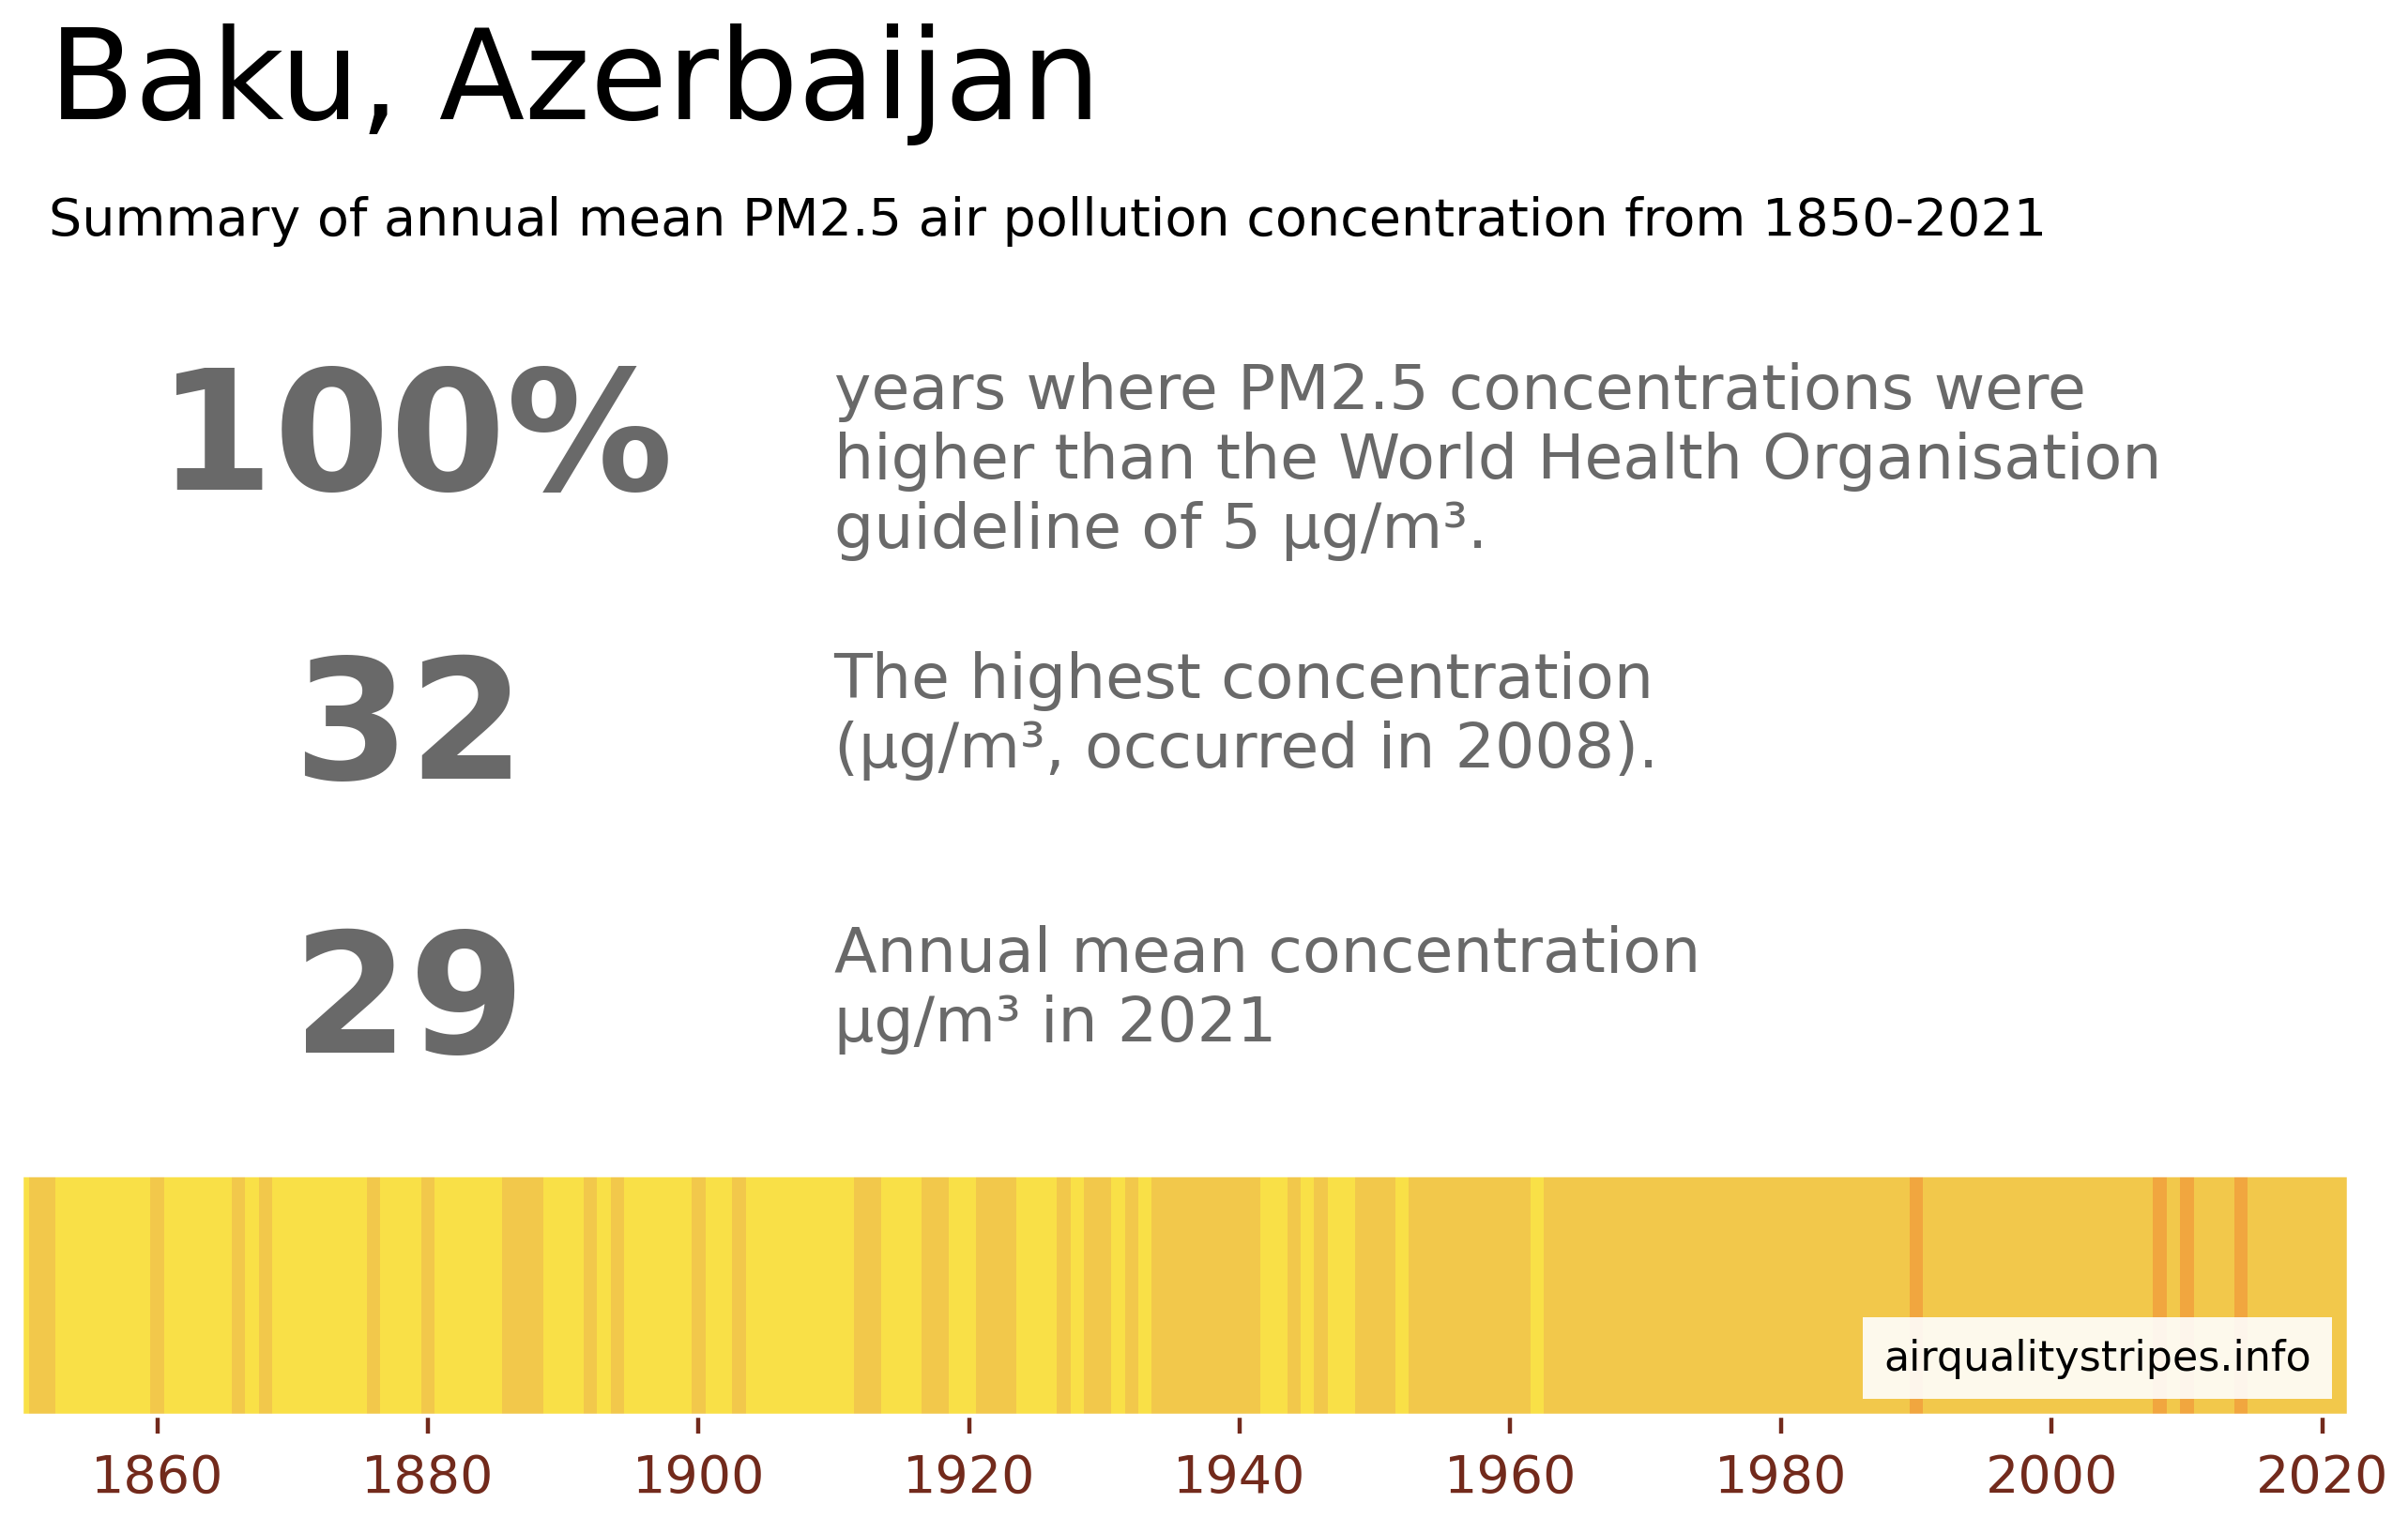 Baku, Azerbaijan
Summary of annual mean PM2.5 air pollution concentration from 1850-2021
100%
years where PM2.5 concentrations were
higher than the World Health Organisation
guideline of 5 µg/m³.
32
The highest concentration
(µg/m³, occurred in 2008).
29
Annual mean concentration
µg/m³ in 2021
airqualitystripes.info
1860 1880 1900 1920 1940 1960 1980 2000 2020